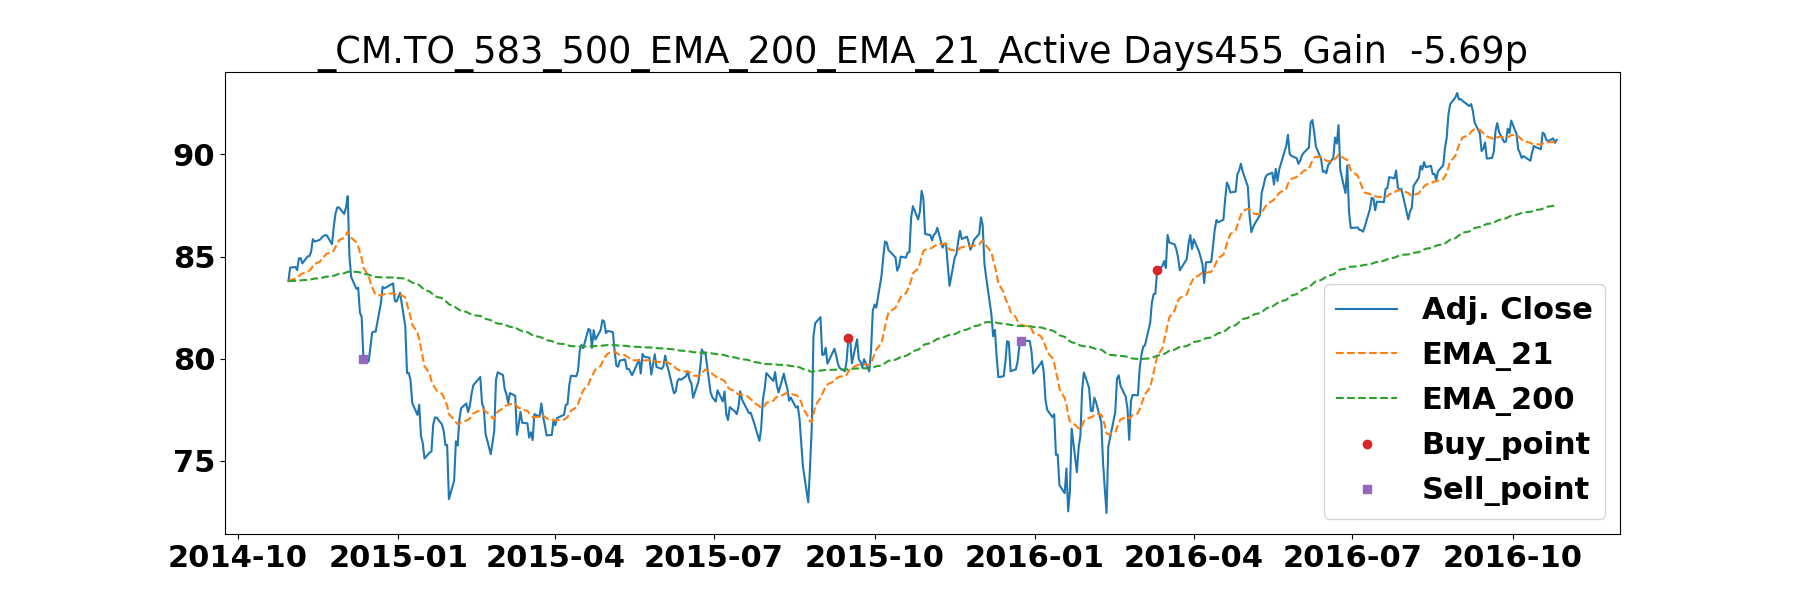 _CM.TO_583_500_EMA_200_EMA_21_Active Days455_Gain  -5.69p
90
85
80
75
Adj. Close
EMA_21
EMA_200
Buy_point
Sell_point
2014-10 2015-01 2015-04 2015-07 2015-10 2016-01 2016-04 2016-07 2016-10